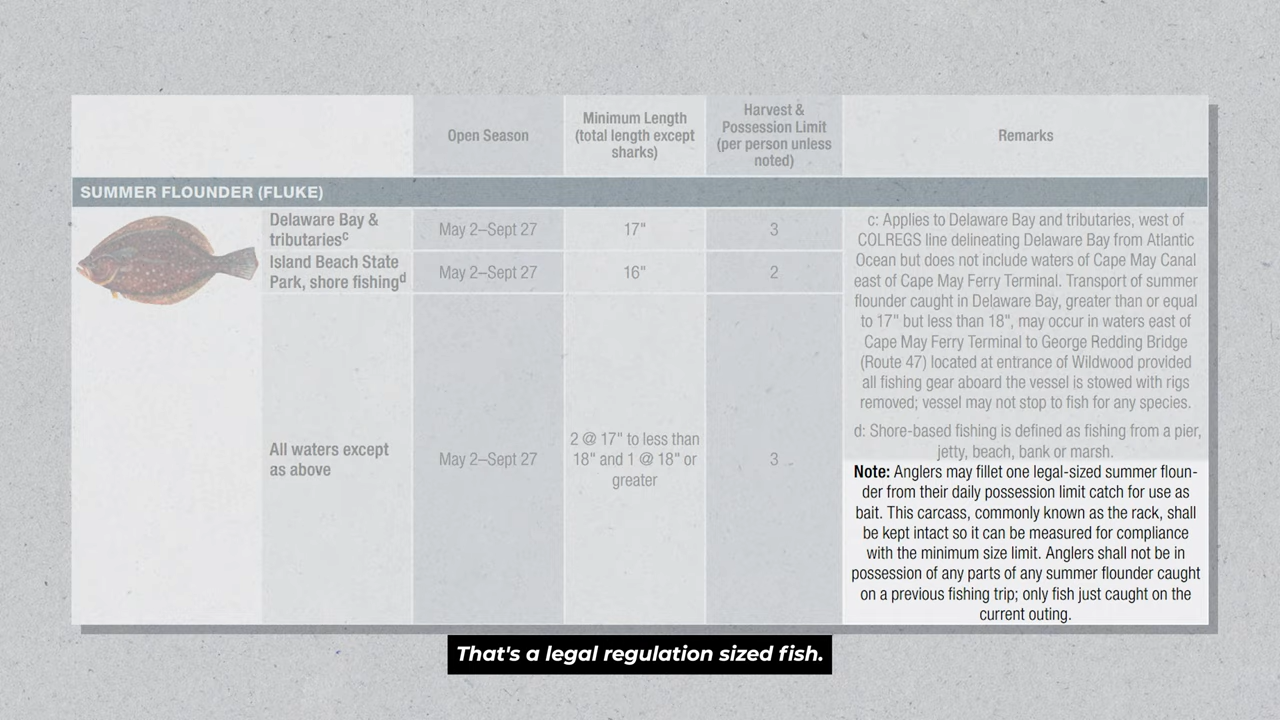 Open Season
Minimum Length
(total length except
sharks)
Harvest &
Possession Limit
(per person unless
noted)
Remarks
SUMMER FLOUNDER (FLUKE)
Delaware Bay &
tributariesc
May 2–Sept 27
17"
3
Island Beach State
Park, shore fishingd
May 2–Sept 27
16"
2
All waters except
as above
May 2–Sept 27
2 @ 17" to less than
18" and 1 @ 18" or
greater
3
c: Applies to Delaware Bay and tributaries, west of
COLREGS line delineating Delaware Bay from Atlantic
Ocean but does not include waters of Cape May Canal
east of Cape May Ferry Terminal. Transport of summer
flounder caught in Delaware Bay, greater than or equal
to 17" but less than 18", may occur in waters east of
Cape May Ferry Terminal to George Redding Bridge
(Route 47) located at entrance of Wildwood provided
all fishing gear aboard the vessel is stowed with rigs
removed; vessel may not stop to fish for any species.
d: Shore-based fishing is defined as fishing from a pier,
jetty, beach, bank or marsh.
Note: Anglers may fillet one legal-sized summer floun-
der from their daily possession limit catch for use as
bait. This carcass, commonly known as the rack, shall
be kept intact so it can be measured for compliance
with the minimum size limit. Anglers shall not be in
possession of any parts of any summer flounder caught
on a previous fishing trip; only fish just caught on the
current outing.
That's a legal regulation sized fish.